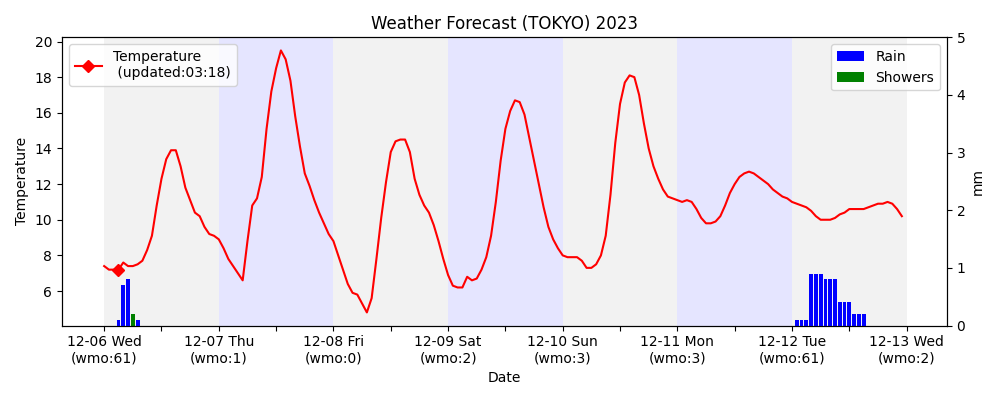 Weather Forecast (TOKYO) 2023
Temperature
(updated:03:18)
Rain
Showers
20
18
16
14
12
10
8
6
Temperature
5
4
3
2
1
0
mm
12-06 Wed 12-07 Thu 12-08 Fri 12-09 Sat 12-10 Sun 12-11 Mon 12-12 Tue 12-13 Wed
(wmo:61) (wmo:1) (wmo:0) (wmo:2) (wmo:3) (wmo:3) (wmo:61) (wmo:2)
Date